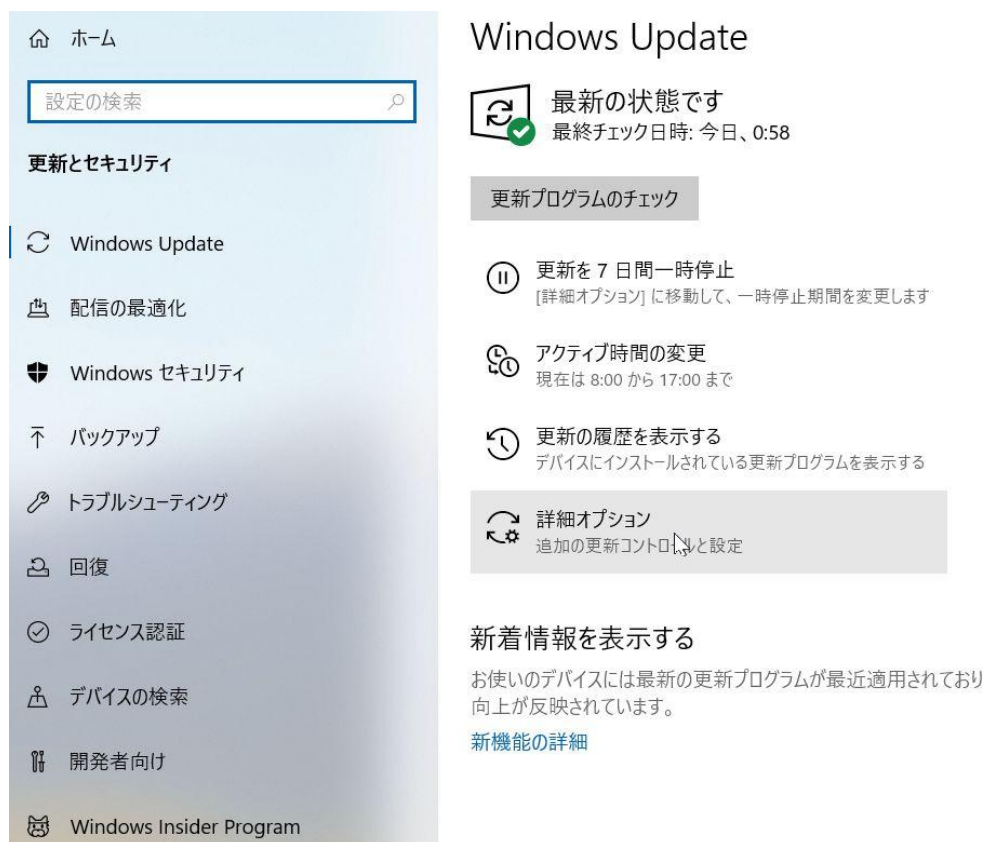 ホーム
設定の検索
更新とセキュリティ
Windows Update
配信の最適化
Windows セキュリティ
バックアップ
トラブルシューティング
回復
ライセンス認証
デバイスの検索
開発者向け
Windows Insider Program
Windows Update
最新の状態です
最終チェック日時: 今日、0:58
更新プログラムのチェック
更新を 7 日間一時停止
[詳細オプション] に移動して、一時停止期間を変更します
アクティブ時間の変更
現在は 8:00 から 17:00 まで
更新の履歴を表示する
デバイスにインストールされている更新プログラムを表示する
詳細オプション
追加の更新コントロールと設定
新着情報を表示する
お使いのデバイスには最新の更新プログラムが最近適用されており
向上が反映されています。
新機能の詳細